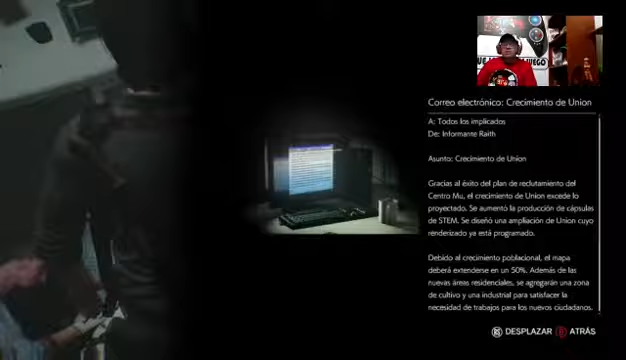 Correo electrónico: Crecimiento de Union
A: Todos los implicados
De: Informante Raith
Asunto: Crecimiento de Union
Gracias al éxito del plan de reclutamiento del
Centro Mu, el crecimiento de Union excede lo
proyectado. Se aumentó la producción de cápsulas
de STEM. Se diseñó una ampliación de Union cuyo
renderizado ya está programado.
Debido al crecimiento poblacional, el mapa
deberá extenderse en un 50%. Además de las
nuevas áreas residenciales, se agregarán una zona
de cultivo y una industrial para satisfacer la
necesidad de trabajos para los nuevos ciudadanos.
DESPLAZAR B ATRÁS